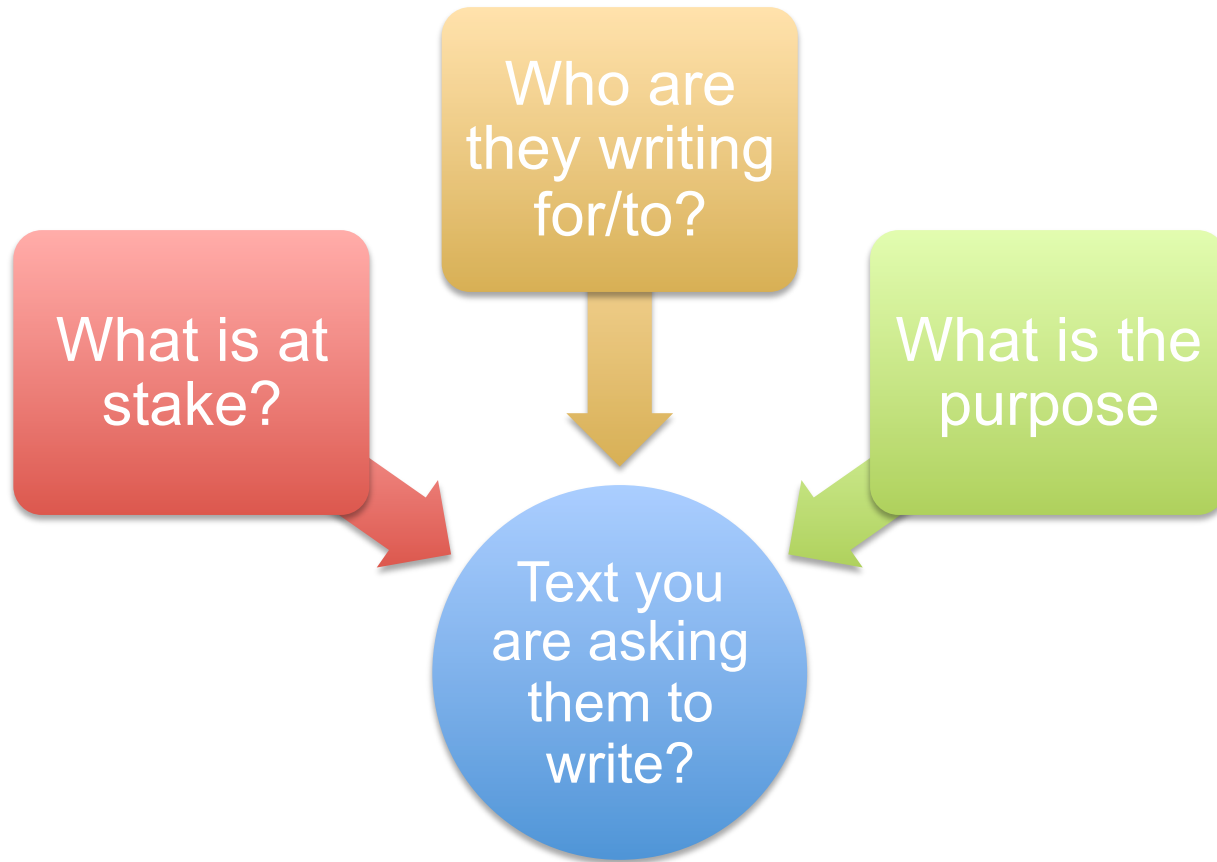 Who are
they writing
for/to?
What is at
stake?
What is the
purpose
Text you
are asking
them to
write?